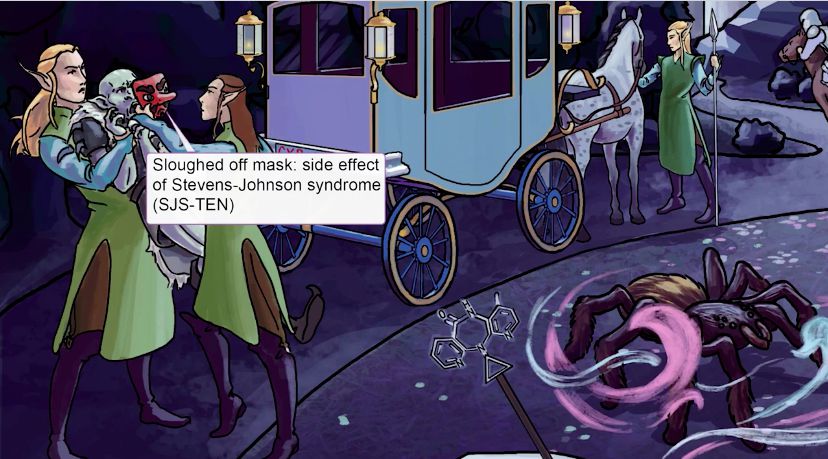 Sloughed off mask: side effect
of Stevens-Johnson syndrome
(SJS-TEN)